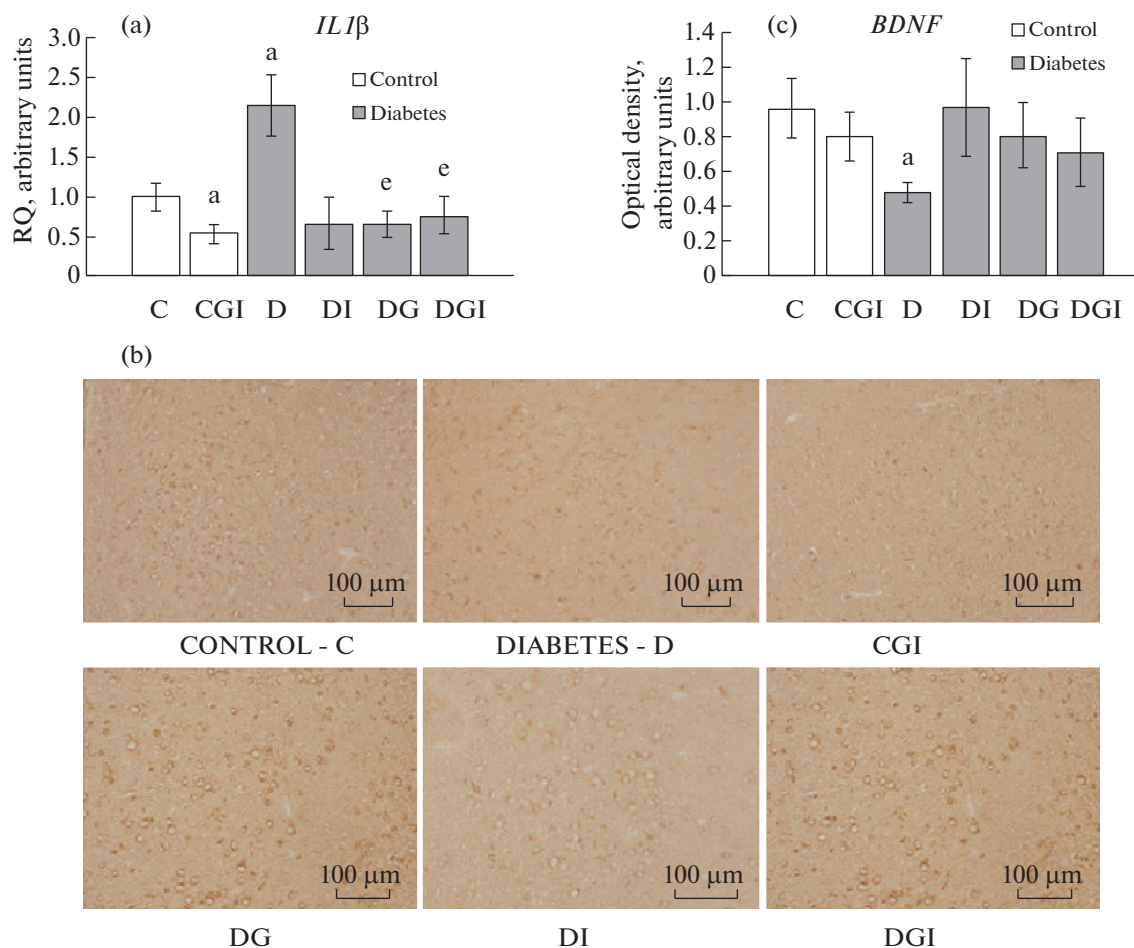 (a)
IL1β
RQ, arbitrary units
3.0
2.5
2.0
1.5
1.0
0.5
0
a
a
e
e
Control
Diabetes
C CGI D DI DG DGI
(c)
BDNF
Optical density,
arbitrary units
1.4
1.2
1.0
0.8
0.6
0.4
0.2
0
a
Control
Diabetes
C CGI D DI DG DGI
(b)
100 μm
100 μm
100 μm
CONTROL - C
DIABETES - D
CGI
100 μm
100 μm
100 μm
DG
DI
DGI